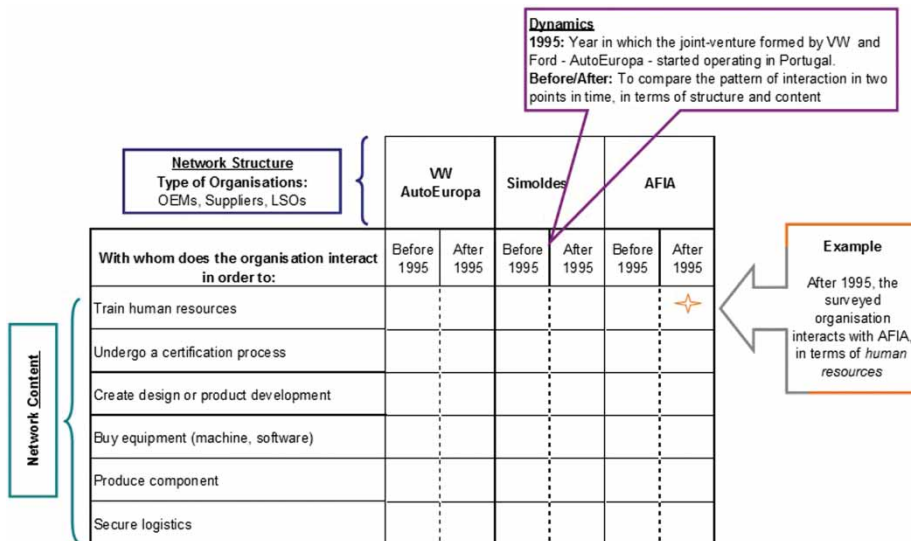 Dynamics
1995: Year in which the joint-venture formed by VW and
Ford - AutoEuropa - started operating in Portugal.
Before/After: To compare the pattern of interaction in two
points in time, in terms of structure and content
Network Structure
Type of Organisations:
OEMs, Suppliers, LSOs
VW
AutoEuropa
Simoldes
AFIA
With whom does the organisation interact
in order to:
Before
1995
After
1995
Before
1995
After
1995
Before
1995
After
1995
Example
After 1995, the
surveyed
organisation
interacts with AFIA,
in terms of human
resources
Network Content
Train human resources
Undergo a certification process
Create design or product development
Buy equipment (machine, software)
Produce component
Secure logistics